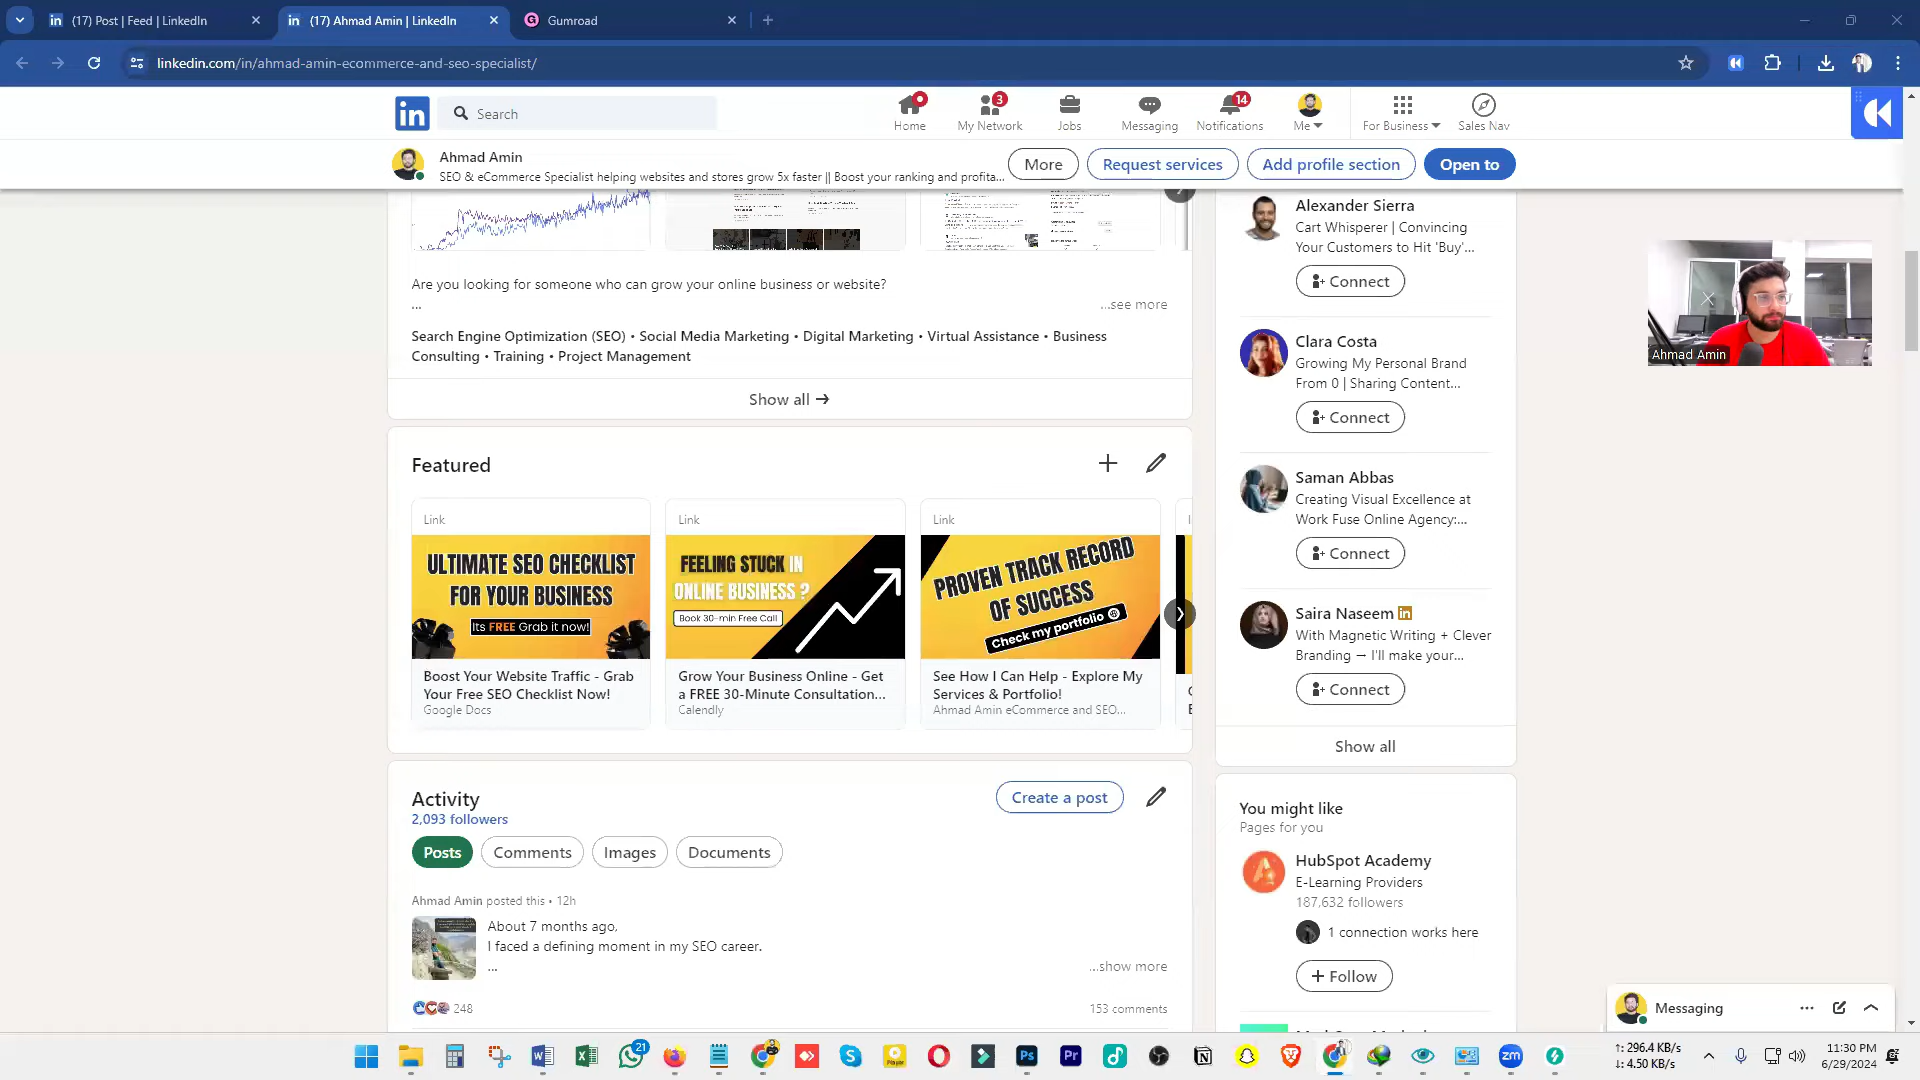 (17) Post | Feed | LinkedIn
(17) Ahmad Amin | LinkedIn
Gumroad
linkedin.com/in/ahmad-amin-ecommerce-and-seo-specialist/
in
Search
Home
3
My Network
Jobs
Messaging
14
Notifications
Me
For Business
Sales Nav
Ahmad Amin
SEO & eCommerce Specialist helping websites and stores grow 5x faster || Boost your ranking and profita...
More
Request services
Add profile section
Open to
Are you looking for someone who can grow your online business or website?
...
...see more
Search Engine Optimization (SEO) • Social Media Marketing • Digital Marketing • Virtual Assistance • Business
Consulting • Training • Project Management
Show all →
Featured
Link
ULTIMATE SEO CHECKLIST
FOR YOUR BUSINESS
Its FREE Grab it now!
Boost Your Website Traffic - Grab
Your Free SEO Checklist Now!
Google Docs
Link
FEELING STUCK IN
ONLINE BUSINESS ?
Book 30-min Free Call
Grow Your Business Online - Get
a FREE 30-Minute Consultation...
Calendly
Link
PROVEN TRACK RECORD
OF SUCCESS
Check my portfolio
See How I Can Help - Explore My
Services & Portfolio!
Ahmad Amin eCommerce and SEO...
Activity
2,093 followers
Create a post
Posts
Comments
Images
Documents
Ahmad Amin posted this • 12h
About 7 months ago,
I faced a defining moment in my SEO career.
...
...show more
248
153 comments
Alexander Sierra
Cart Whisperer | Convincing
Your Customers to Hit 'Buy'...
Connect
Clara Costa
Growing My Personal Brand
From 0 | Sharing Content...
Connect
Saman Abbas
Creating Visual Excellence at
Work Fuse Online Agency:...
Connect
Saira Naseem in
With Magnetic Writing + Clever
Branding → I'll make your...
Connect
Show all
You might like
Pages for you
HubSpot Academy
E-Learning Providers
187,632 followers
1 connection works here
+ Follow
Ahmad Amin
Messaging
21
Ps
Pr
zm
↑: 296.4 KB/s
↓: 4.50 KB/s
11:30 PM
6/29/2024